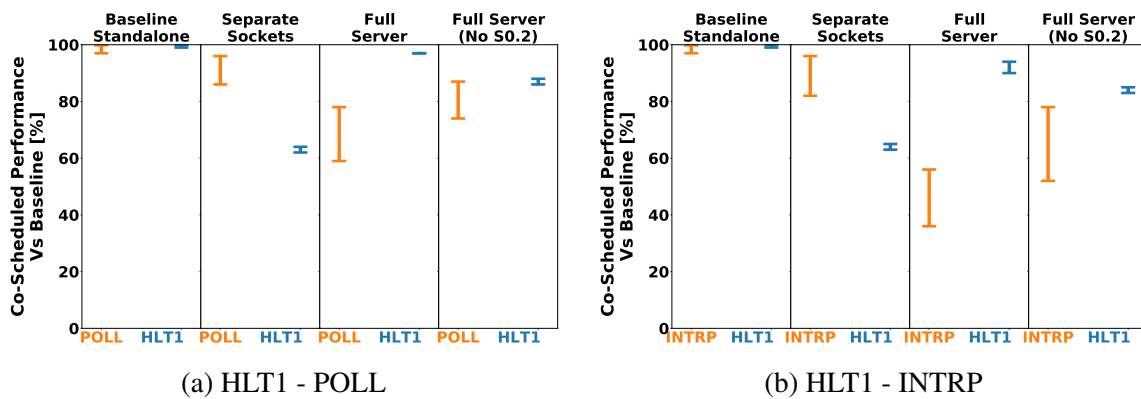 Baseline Standalone
Separate Sockets
Full Server
Full Server (No S0.2)
Co-Scheduled Performance
Vs Baseline [%]
100
80
60
40
20
0
POLL HLT1 POLL HLT1 POLL HLT1 POLL HLT1
(a) HLT1 - POLL
Baseline Standalone
Separate Sockets
Full Server
Full Server (No S0.2)
Co-Scheduled Performance
Vs Baseline [%]
100
80
60
40
20
0
INTRP HLT1 INTRP HLT1 INTRP HLT1 INTRP HLT1
(b) HLT1 - INTRP